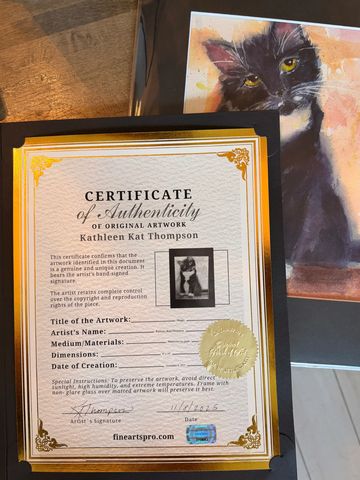 CERTIFICATE
of Authenticity
OF ORIGINAL ARTWORK
Kathleen Kat Thompson
This certificate confirms that the
artwork identified in this document
is a genuine and unique creation. It
bears the artist's hand-signed
signature.
The artist retains complete control
over the copyright and reproduction
rights of the piece.
Title of the Artwork:
Artist's Name:
Medium/Materials:
Dimensions:
Date of Creation:
Special Instructions: To preserve the artwork, avoid direct
sunlight, high humidity, and extreme temperatures. Frame with
non- glare glass over matted artwork will preserve it best.
Thompson 11/8/2025
Artist's Signature Date
fineartspro.com